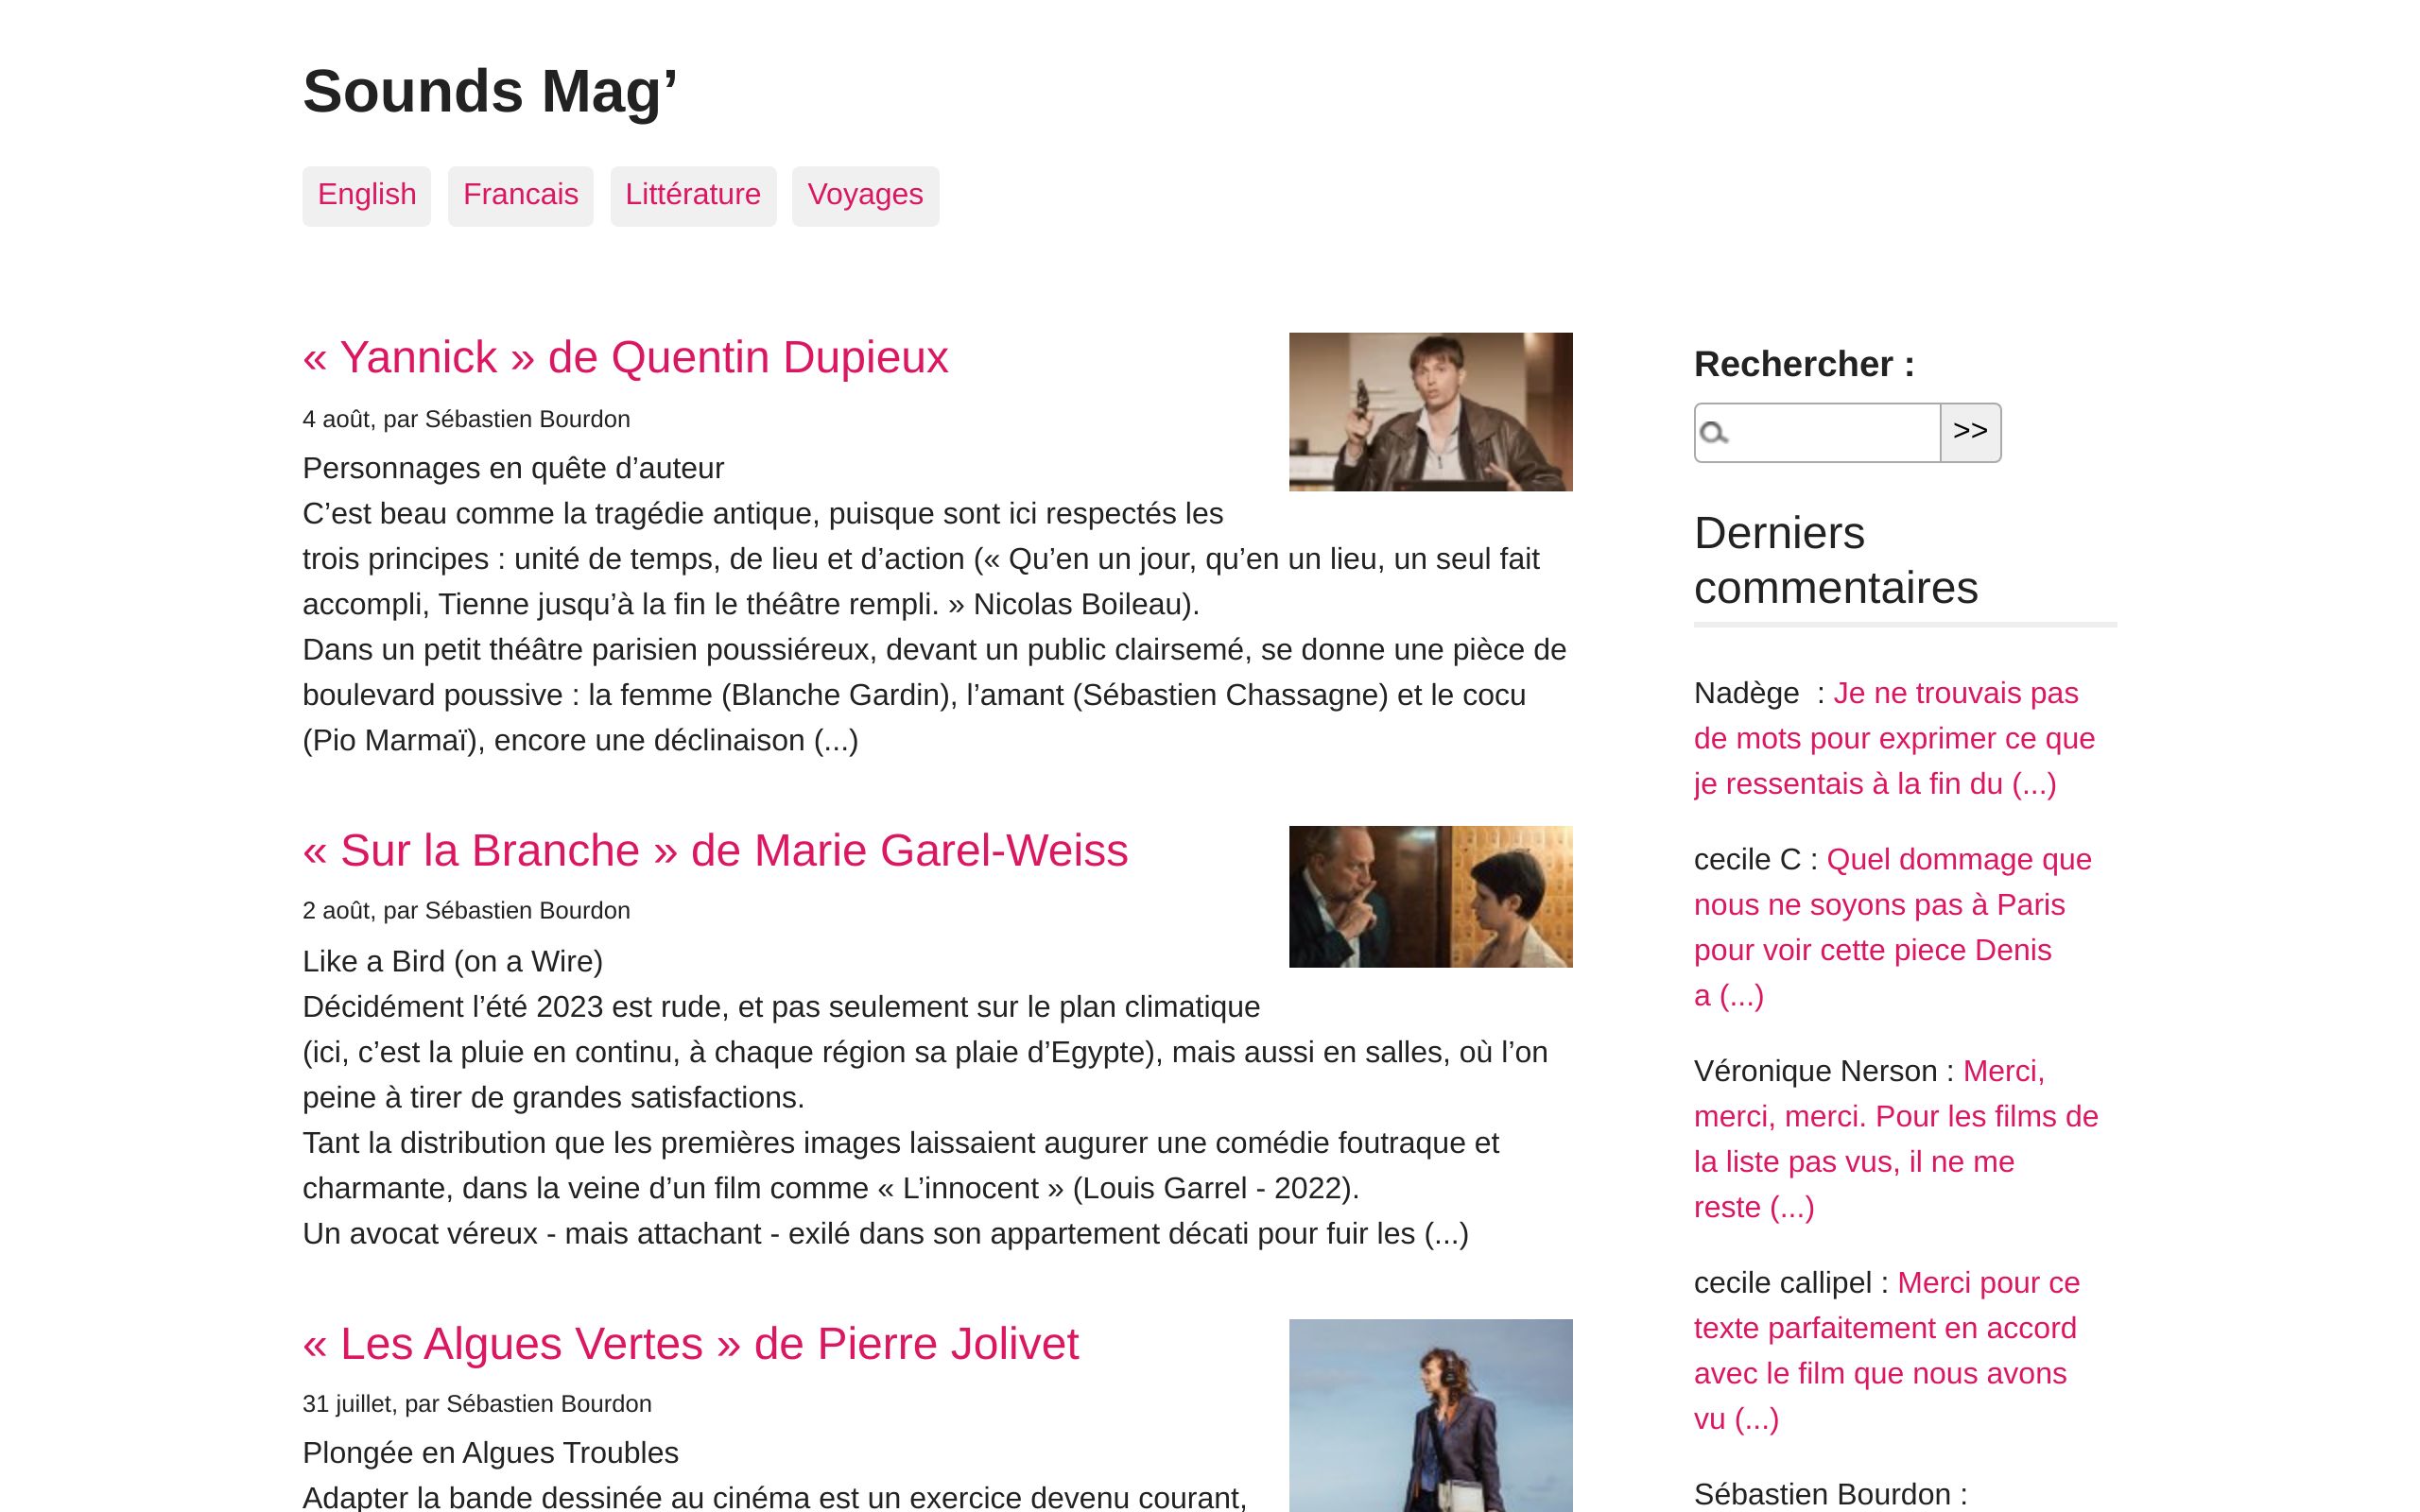 Sounds Mag’
English Francais Littérature Voyages
« Yannick » de Quentin Dupieux
4 août, par Sébastien Bourdon
Personnages en quête d’auteur
C’est beau comme la tragédie antique, puisque sont ici respectés les
trois principes : unité de temps, de lieu et d’action (« Qu’en un jour, qu’en un lieu, un seul fait
accompli, Tienne jusqu’à la fin le théâtre rempli. » Nicolas Boileau).
Dans un petit théâtre parisien poussiéreux, devant un public clairsemé, se donne une pièce de
boulevard poussive : la femme (Blanche Gardin), l’amant (Sébastien Chassagne) et le cocu
(Pio Marmaï), encore une déclinaison (...)
« Sur la Branche » de Marie Garel-Weiss
2 août, par Sébastien Bourdon
Like a Bird (on a Wire)
Décidément l’été 2023 est rude, et pas seulement sur le plan climatique
(ici, c’est la pluie en continu, à chaque région sa plaie d’Egypte), mais aussi en salles, où l’on
peine à tirer de grandes satisfactions.
Tant la distribution que les premières images laissaient augurer une comédie foutraque et
charmante, dans la veine d’un film comme « L’innocent » (Louis Garrel - 2022).
Un avocat véreux - mais attachant - exilé dans son appartement décati pour fuir les (...)
« Les Algues Vertes » de Pierre Jolivet
31 juillet, par Sébastien Bourdon
Plongée en Algues Troubles
Adapter la bande dessinée au cinéma est un exercice devenu courant,
Rechercher :
>>
Derniers
commentaires
Nadège  : Je ne trouvais pas
de mots pour exprimer ce que
je ressentais à la fin du (...)
cecile C : Quel dommage que
nous ne soyons pas à Paris
pour voir cette piece Denis
a (...)
Véronique Nerson : Merci,
merci, merci. Pour les films de
la liste pas vus, il ne me
reste (...)
cecile callipel : Merci pour ce
texte parfaitement en accord
avec le film que nous avons
vu (...)
Sébastien Bourdon :